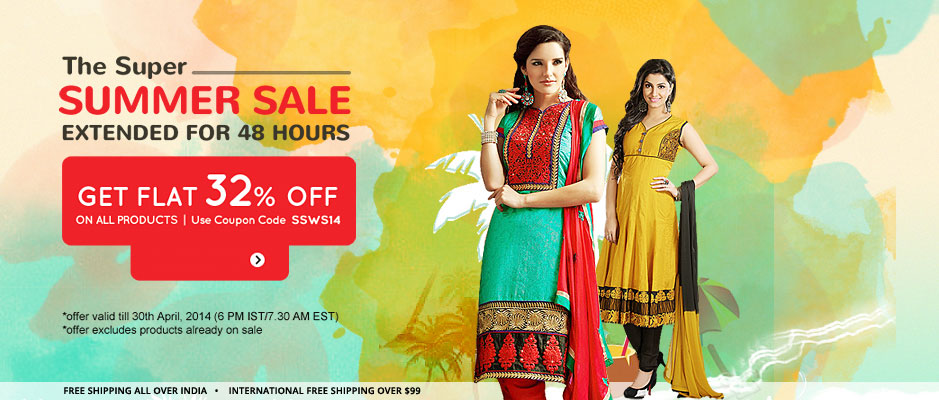 The Super
SUMMER SALE
EXTENDED FOR 48 HOURS
GET FLAT 32% OFF
ON ALL PRODUCTS | Use Coupon Code SSWS14
*offer valid till 30th April, 2014 (6 PM IST/7.30 AM EST)
*offer excludes products already on sale
FREE SHIPPING ALL OVER INDIA • INTERNATIONAL FREE SHIPPING OVER $99